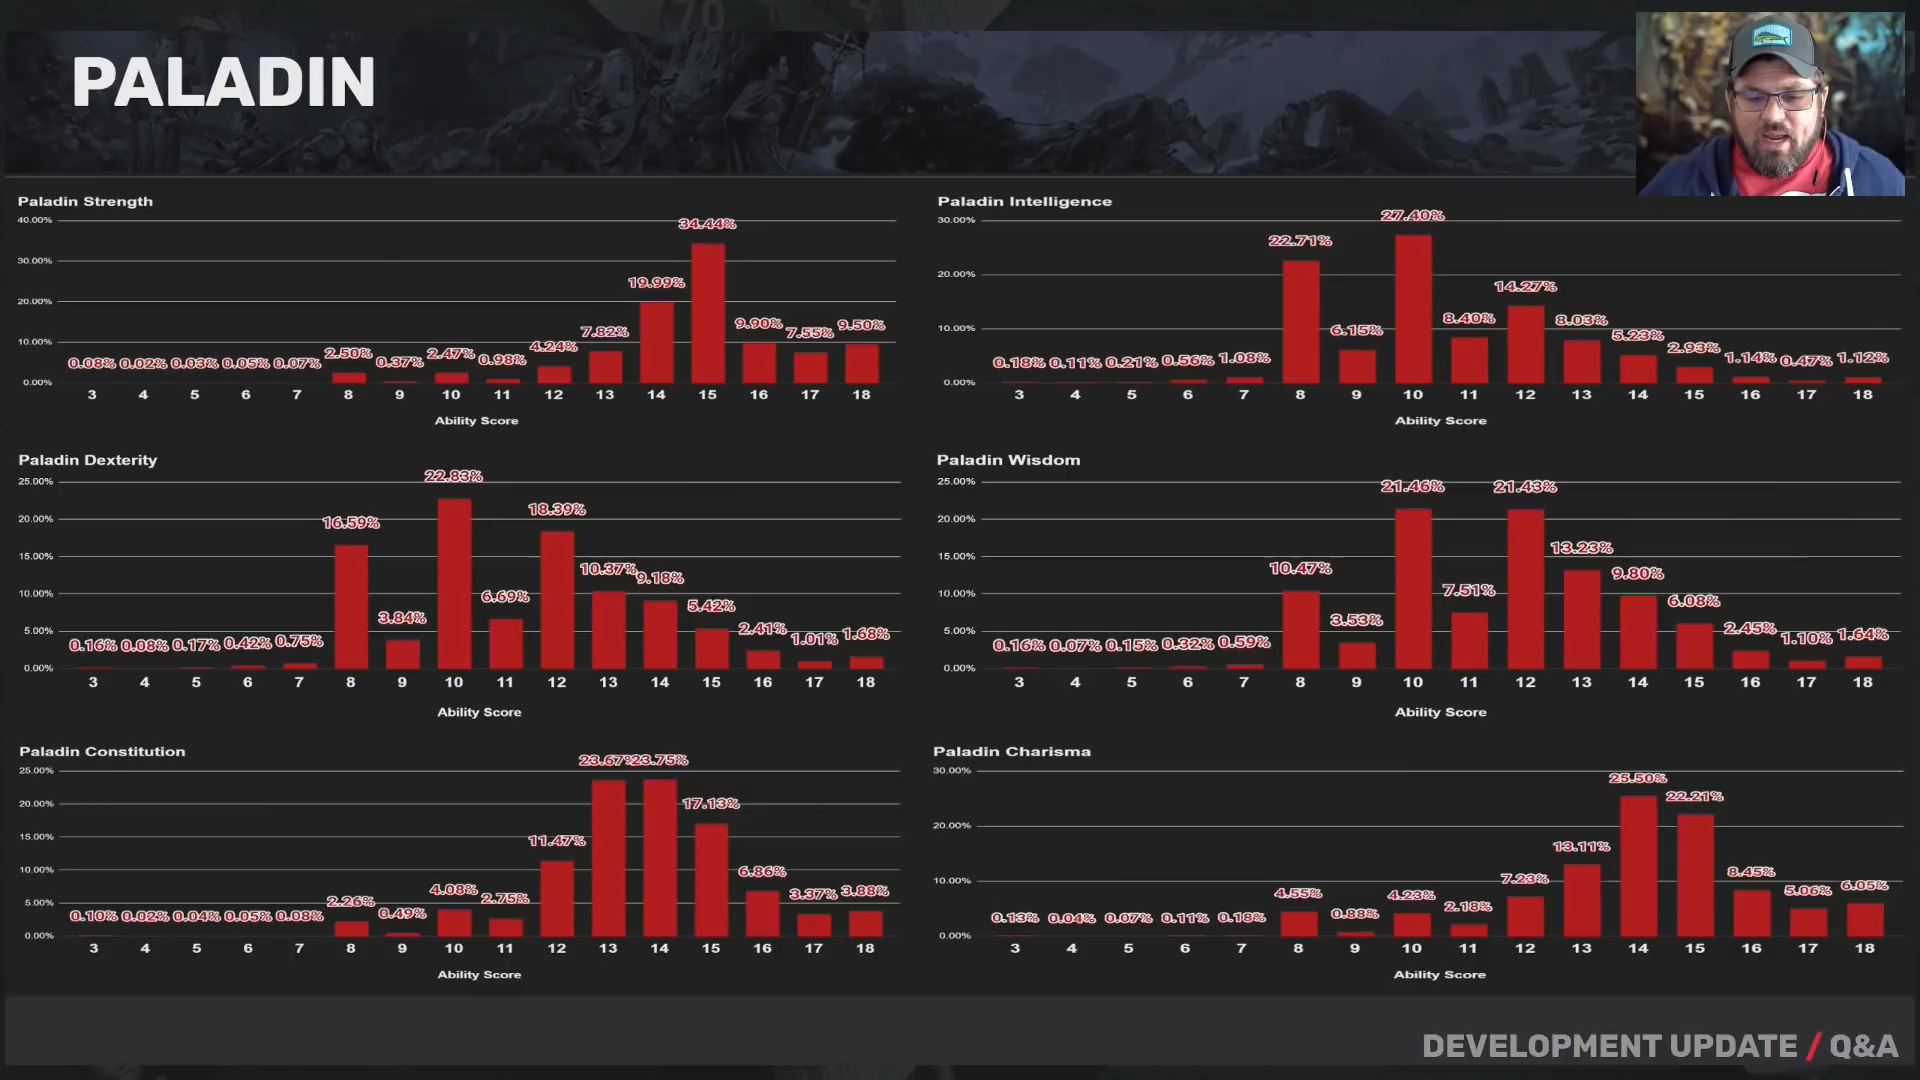 PALADIN
Paladin Strength
40.00%
30.00%
20.00%
10.00%
0.00%
0.08% 0.02% 0.03% 0.05% 0.07% 2.50% 0.37% 2.47% 0.98% 4.24% 7.82% 19.99% 34.44% 9.90% 7.55% 9.50%
3 4 5 6 7 8 9 10 11 12 13 14 15 16 17 18
Ability Score
Paladin Intelligence
30.00%
20.00%
10.00%
0.00%
0.18% 0.11% 0.21% 0.56% 1.08% 22.71% 6.15% 27.40% 8.40% 14.27% 8.03% 5.23% 2.93% 1.14% 0.47% 1.12%
3 4 5 6 7 8 9 10 11 12 13 14 15 16 17 18
Ability Score
Paladin Dexterity
25.00%
20.00%
15.00%
10.00%
5.00%
0.00%
0.16% 0.08% 0.17% 0.42% 0.75% 16.59% 3.84% 22.83% 6.69% 18.39% 10.37% 9.18% 5.42% 2.41% 1.01% 1.68%
3 4 5 6 7 8 9 10 11 12 13 14 15 16 17 18
Ability Score
Paladin Wisdom
25.00%
20.00%
15.00%
10.00%
5.00%
0.00%
0.16% 0.07% 0.15% 0.32% 0.59% 10.47% 3.53% 21.46% 7.51% 21.43% 13.23% 9.80% 6.08% 2.45% 1.10% 1.64%
3 4 5 6 7 8 9 10 11 12 13 14 15 16 17 18
Ability Score
Paladin Constitution
25.00%
20.00%
15.00%
10.00%
5.00%
0.00%
0.10% 0.02% 0.04% 0.05% 0.08% 2.26% 0.49% 4.08% 2.75% 11.47% 23.67% 23.75% 17.13% 6.86% 3.37% 3.88%
3 4 5 6 7 8 9 10 11 12 13 14 15 16 17 18
Ability Score
Paladin Charisma
30.00%
20.00%
10.00%
0.00%
0.13% 0.04% 0.07% 0.11% 0.18% 4.55% 0.88% 4.23% 2.18% 7.23% 13.11% 25.50% 22.21% 8.45% 5.06% 6.05%
3 4 5 6 7 8 9 10 11 12 13 14 15 16 17 18
Ability Score
DEVELOPMENT UPDATE / Q&A